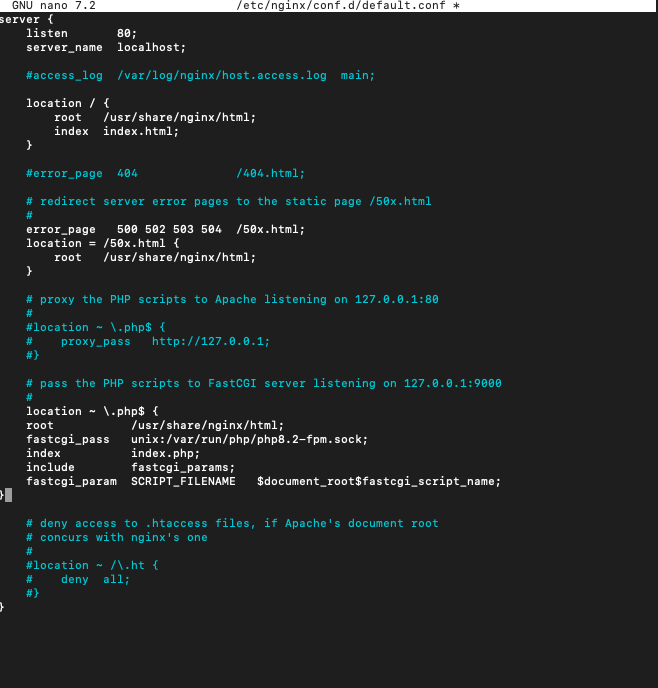 GNU nano 7.2                    /etc/nginx/conf.d/default.conf *
server {
    listen       80;
    server_name  localhost;

    #access_log  /var/log/nginx/host.access.log  main;

    location / {
        root   /usr/share/nginx/html;
        index  index.html;
    }

    #error_page  404              /404.html;

    # redirect server error pages to the static page /50x.html
    #
    error_page   500 502 503 504  /50x.html;
    location = /50x.html {
        root   /usr/share/nginx/html;
    }

    # proxy the PHP scripts to Apache listening on 127.0.0.1:80
    #
    #location ~ \.php$ {
    #    proxy_pass   http://127.0.0.1;
    #}

    # pass the PHP scripts to FastCGI server listening on 127.0.0.1:9000
    #
    location ~ \.php$ {
    root           /usr/share/nginx/html;
    fastcgi_pass   unix:/var/run/php/php8.2-fpm.sock;
    index          index.php;
    include        fastcgi_params;
    fastcgi_param  SCRIPT_FILENAME   $document_root$fastcgi_script_name;
}

    # deny access to .htaccess files, if Apache's document root
    # concurs with nginx's one
    #
    #location ~ /\.ht {
    #    deny  all;
    #}
}